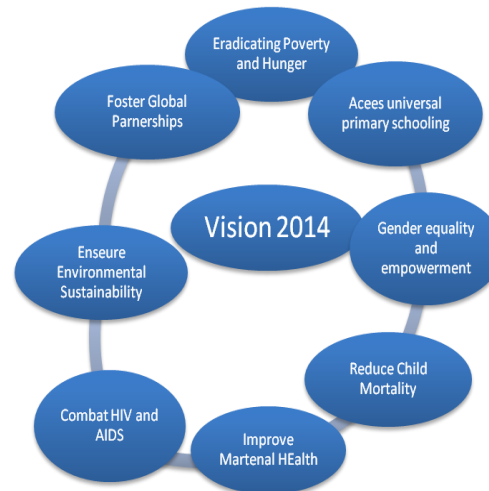 Eradicating Poverty
and Hunger
Acees universal
primary schooling
Gender equality
and
empowerment
Reduce Child
Mortality
Improve
Martenal HEalth
Combat HIV and
AIDS
Enseure
Environmental
Sustainability
Foster Global
Parnerships
Vision 2014